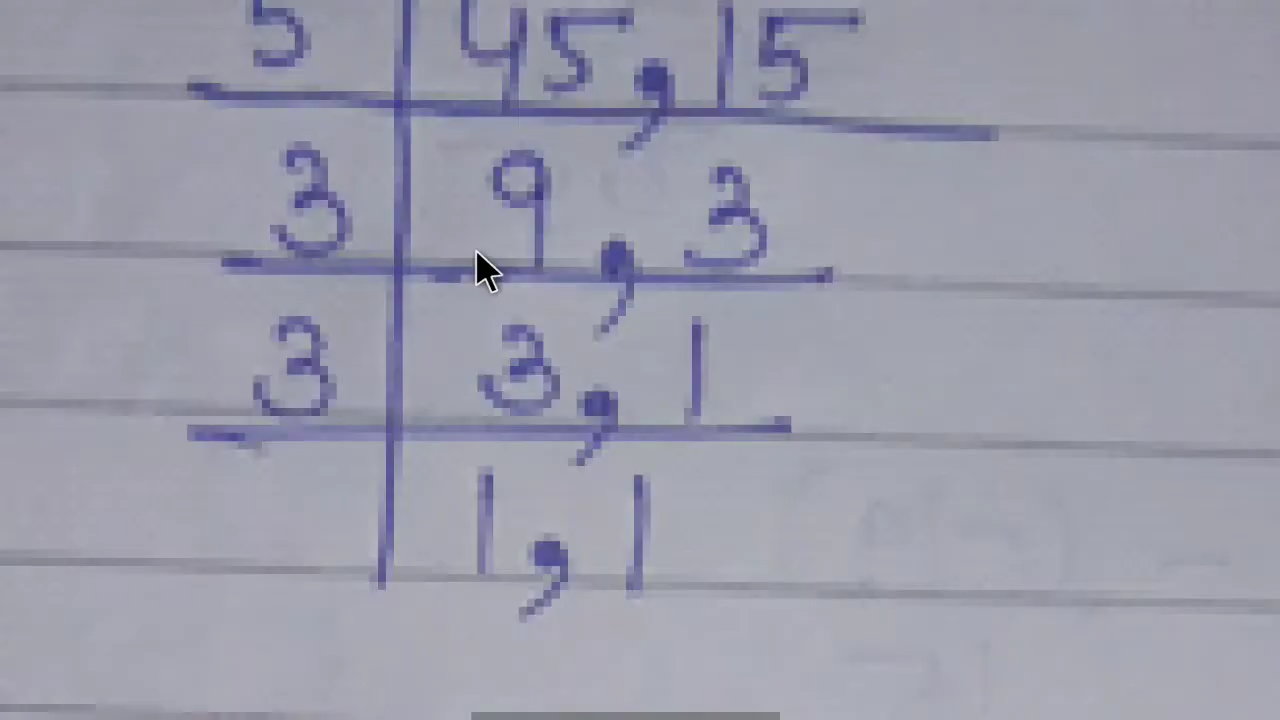 5 | 45, 15
3 | 9, 3
3 | 3, 1
| 1, 1